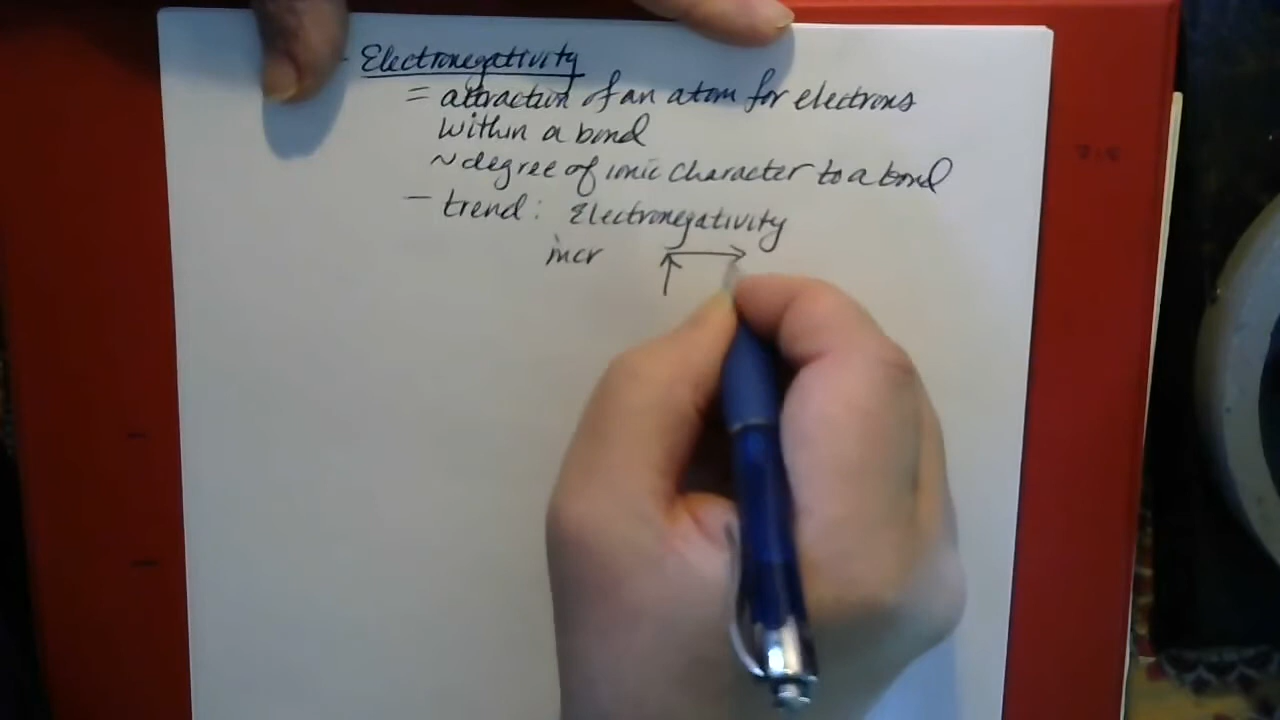 Electronegativity
= attraction of an atom for electrons
within a bond
~ degree of ionic character to a bond
- trend: Electronegativity
incr